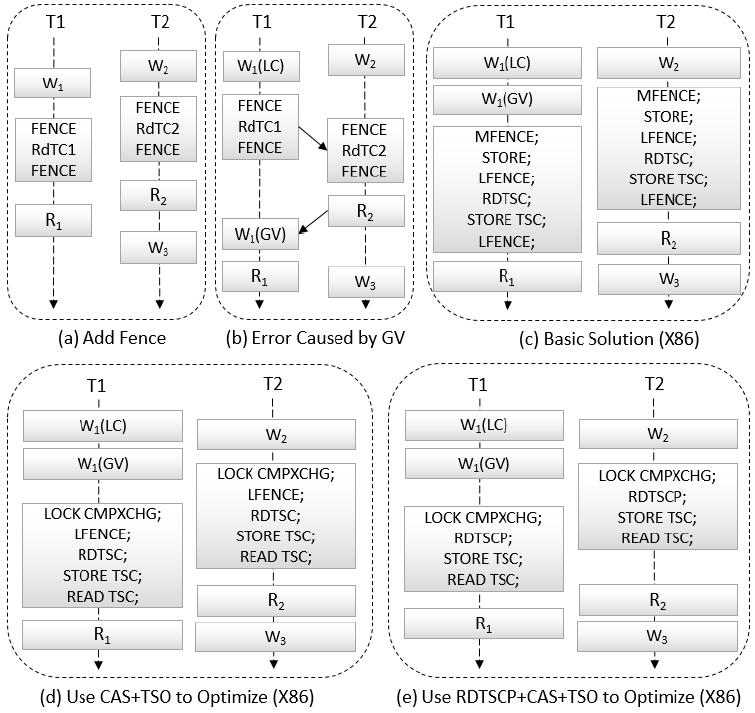 T1 T2
W1
W2
FENCE
RdTC1
FENCE
FENCE
RdTC2
FENCE
R1
R2
W3
(a) Add Fence
T1 T2
W1(LC)
W2
FENCE
RdTC1
FENCE
FENCE
RdTC2
FENCE
W1(GV)
R2
R1
W3
(b) Error Caused by GV
T1 T2
W1(LC)
W1(GV)
MFENCE;
STORE;
LFENCE;
RDTSC;
STORE TSC;
LFENCE;
R1
W2
MFENCE;
STORE;
LFENCE;
RDTSC;
STORE TSC;
LFENCE;
R2
W3
(c) Basic Solution (X86)
T1 T2
W1(LC)
W1(GV)
LOCK CMPXCHG;
LFENCE;
RDTSC;
STORE TSC;
READ TSC;
R1
W2
LOCK CMPXCHG;
LFENCE;
RDTSC;
STORE TSC;
READ TSC;
R2
W3
(d) Use CAS+TSO to Optimize (X86)
T1 T2
W1(LC)
W1(GV)
LOCK CMPXCHG;
RDTSCP;
STORE TSC;
READ TSC;
R1
W2
LOCK CMPXCHG;
RDTSCP;
STORE TSC;
READ TSC;
R2
W3
(e) Use RDTSCP+CAS+TSO to Optimize (X86)